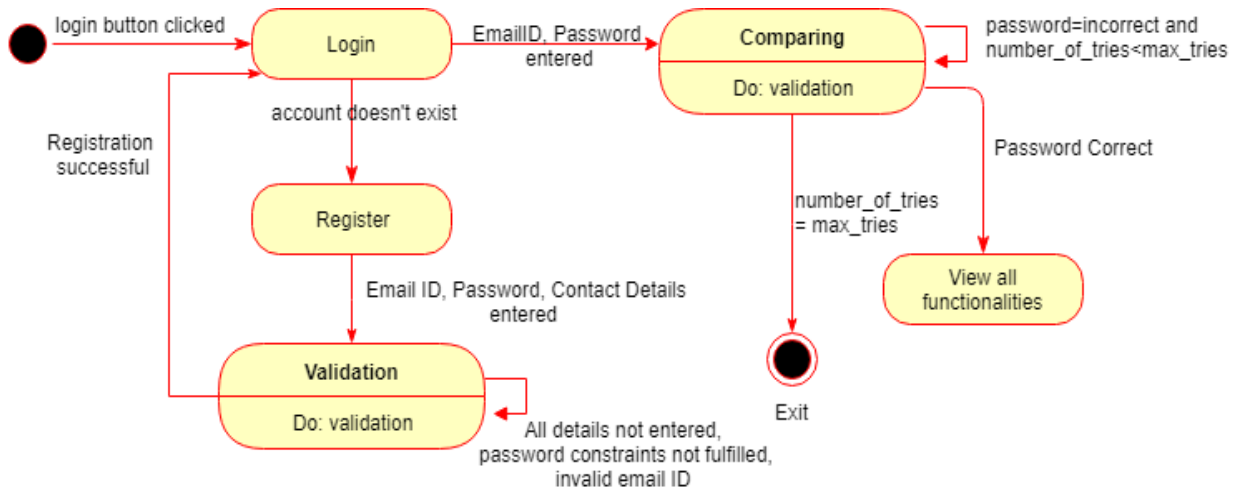 login button clicked
Login
EmailID, Password
entered
Comparing
Do: validation
password=incorrect and
number_of_tries<max_tries
account doesn't exist
Registration
successful
Password Correct
Register
number_of_tries
= max_tries
View all
functionalities
Email ID, Password, Contact Details
entered
Validation
Do: validation
Exit
All details not entered,
password constraints not fulfilled,
invalid email ID